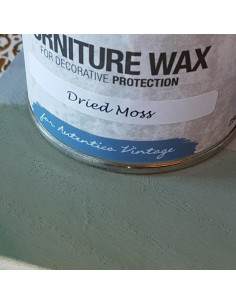 URNITURE WAX
FOR DECORATIVE PROTECTION
Dried Moss
for Autentico Vintage